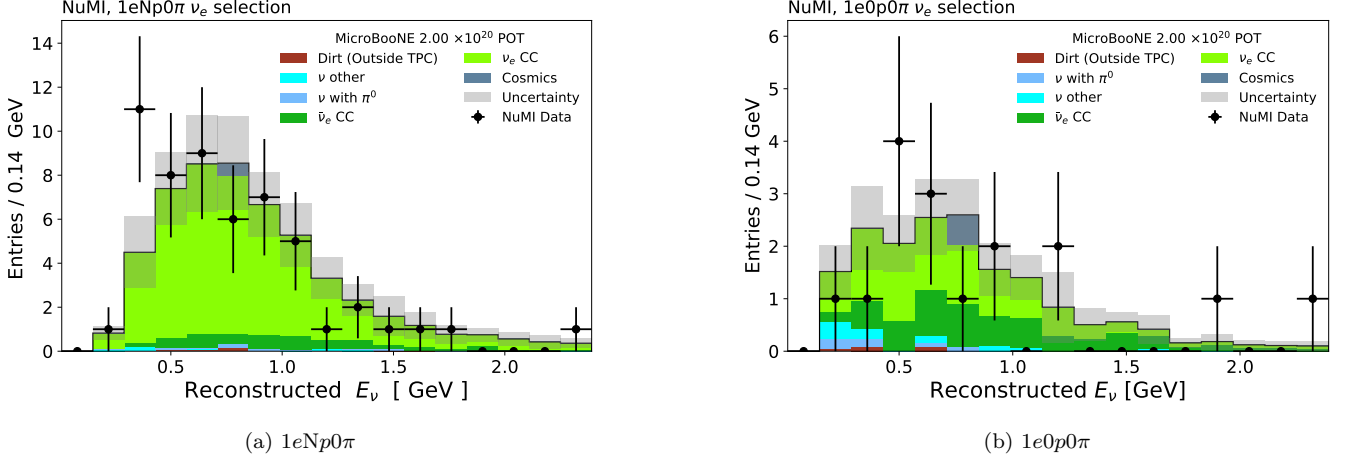 NuMI, 1eNp0π νₑ selection
MicroBooNE 2.00 ×10²⁰ POT
Dirt (Outside TPC)
ν other
ν with π⁰
ν̄ₑ CC
νₑ CC
Cosmics
Uncertainty
NuMI Data
Entries / 0.14 GeV
14
12
10
8
6
4
2
0
0.5 1.0 1.5 2.0
Reconstructed Eᵥ [ GeV ]
(a) 1eNp0π
NuMI, 1e0p0π νₑ selection
MicroBooNE 2.00 ×10²⁰ POT
Dirt (Outside TPC)
ν with π⁰
ν other
ν̄ₑ CC
νₑ CC
Cosmics
Uncertainty
NuMI Data
Entries / 0.14 GeV
6
5
4
3
2
1
0
0.5 1.0 1.5 2.0
Reconstructed Eᵥ [GeV]
(b) 1e0p0π